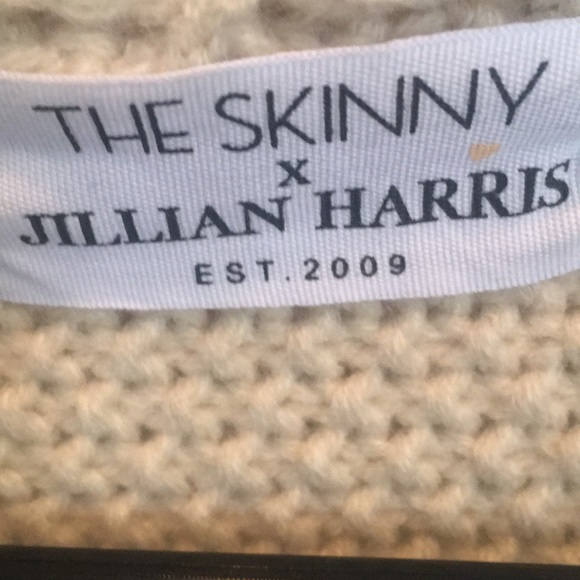 THE SKINNY
x
JILLIAN HARRIS
EST.2009